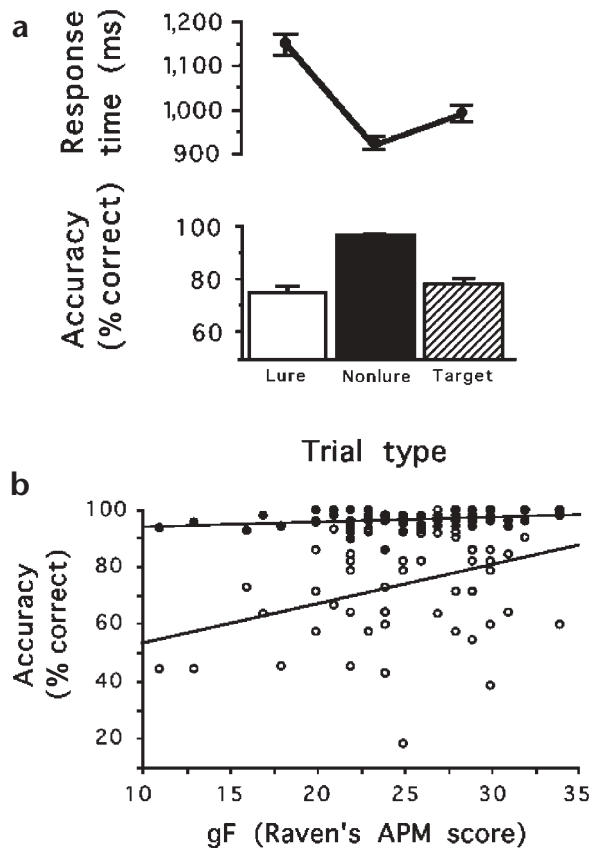 a
Response
time (ms)
1,200
1,100
1,000
900
Accuracy
(% correct)
100
80
60
Lure Nonlure Target
Trial type
b
Accuracy
(% correct)
100
80
60
40
20
10 15 20 25 30 35
gF (Raven's APM score)